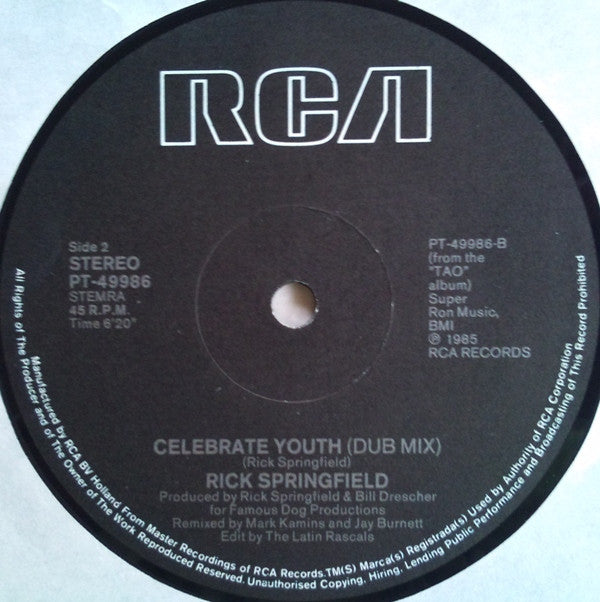 RCA
Side 2
STEREO
PT-49986
STEMRA
45 R.P.M.
Time 6'20"
PT-49986-B
(from the
"TAO"
album)
Super
Ron Music,
BMI
℗ 1985
RCA RECORDS
CELEBRATE YOUTH (DUB MIX)
(Rick Springfield)
RICK SPRINGFIELD
Produced by Rick Springfield & Bill Drescher
for Famous Dog Productions
Remixed by Mark Kamins and Jay Burnett
Edit by The Latin Rascals
Manufactured by RCA BV Holland From Master Recordings of RCA Records.TM(S) Marca(s) Registrada(s) Used by Authority of RCA Corporation
All Rights of The Producer and of The Owner of The Work Reproduced Reserved. Unauthorised Copying, Hiring, Lending Public Performance and Broadcasting of This Record Prohibited